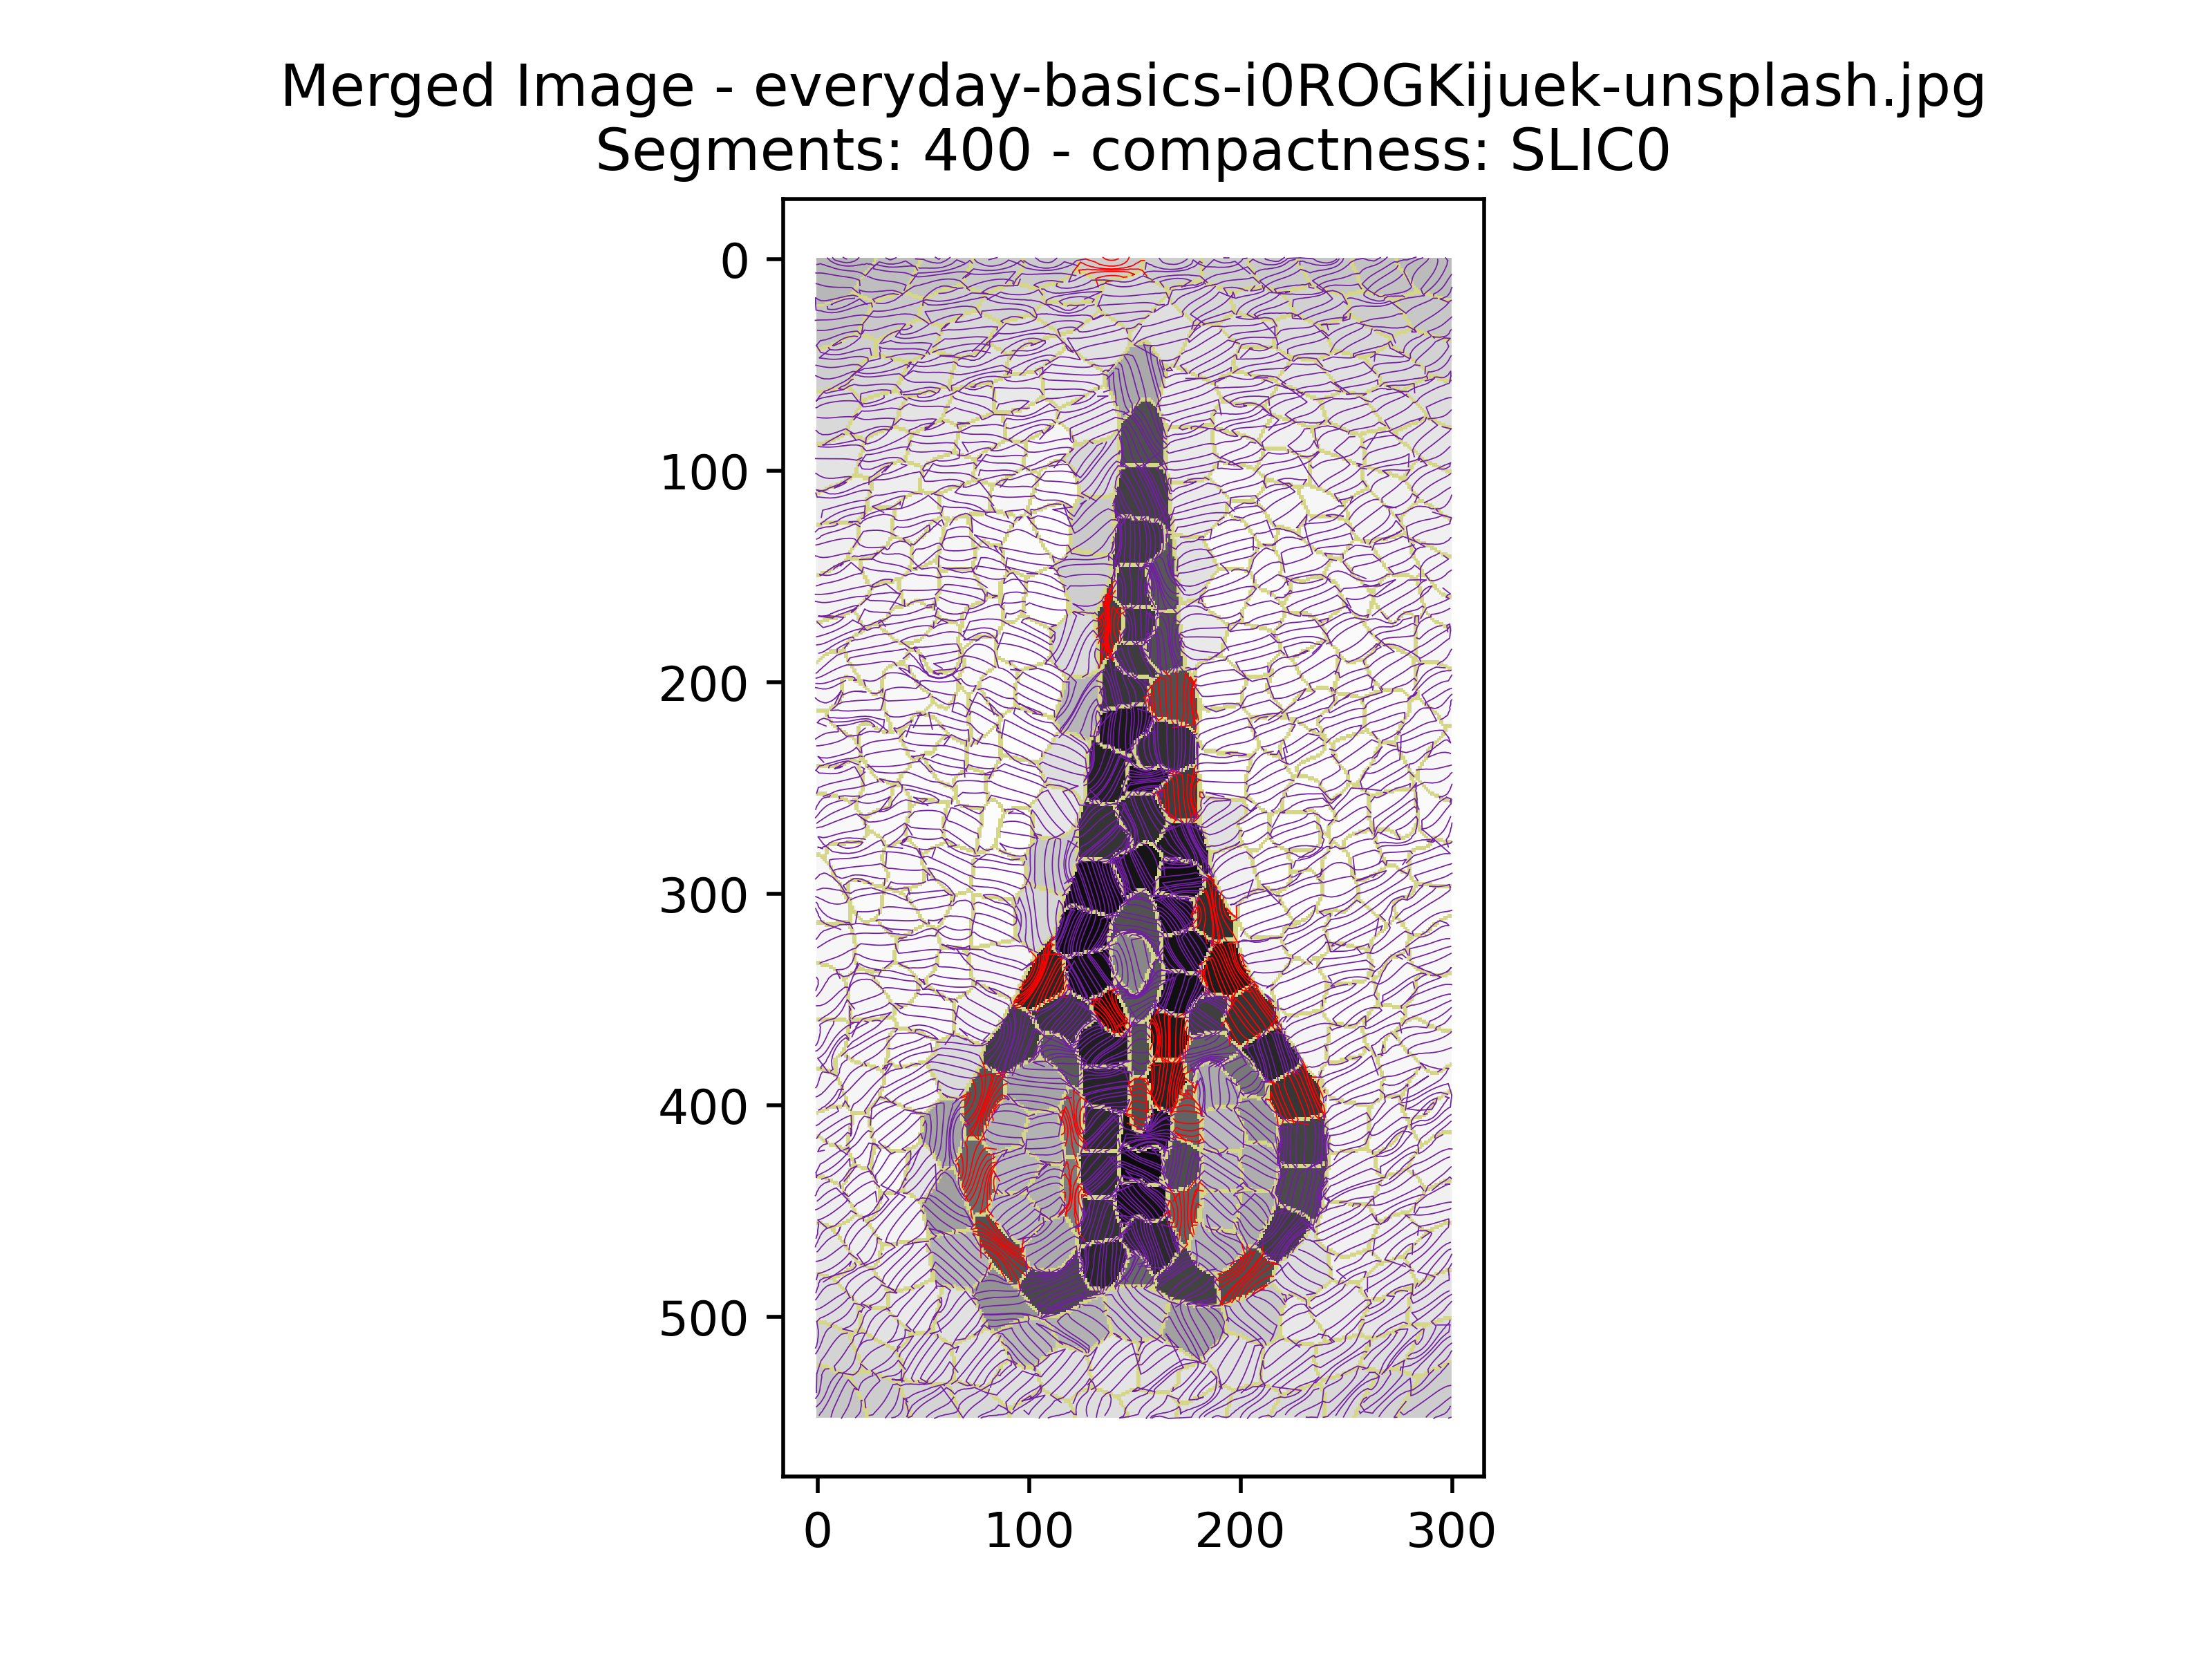 Merged Image - everyday-basics-i0ROGKijuek-unsplash.jpg
Segments: 400 - compactness: SLIC0
0
100
200
300
400
500
0 100 200 300